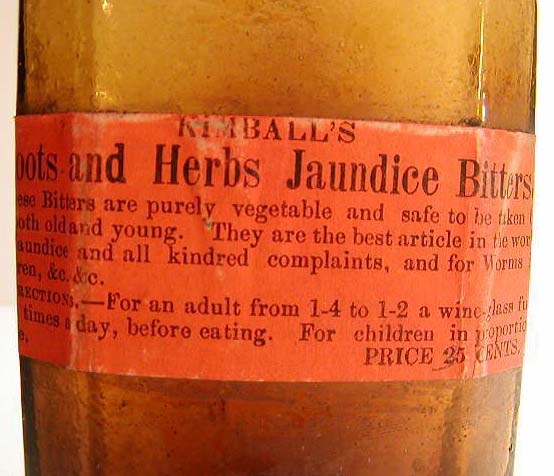 KIMBALL'S
oots and Herbs Jaundice Bitters
ese Bitters are purely vegetable and safe to be taken
oth old and young. They are the best article in the wor
aundice and all kindred complaints, and for Worms
ren, &c. &c.
RECTIONS.—For an adult from 1-4 to 1-2 a wine-glass fu
times a day, before eating. For children in proportio
e.
PRICE 25 CENTS.